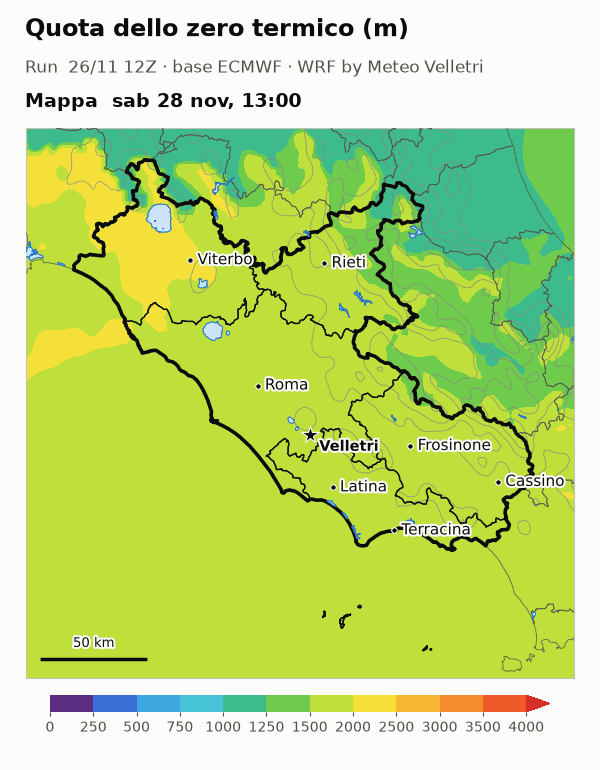 Quota dello zero termico (m)
Run  26/11 12Z · base ECMWF · WRF by Meteo Velletri
Mappa  sab 28 nov, 13:00
Viterbo
Rieti
Roma
Velletri
Frosinone
Cassino
Latina
Terracina
50 km
0 250 500 750 1000 1250 1500 2000 2500 3000 3500 4000